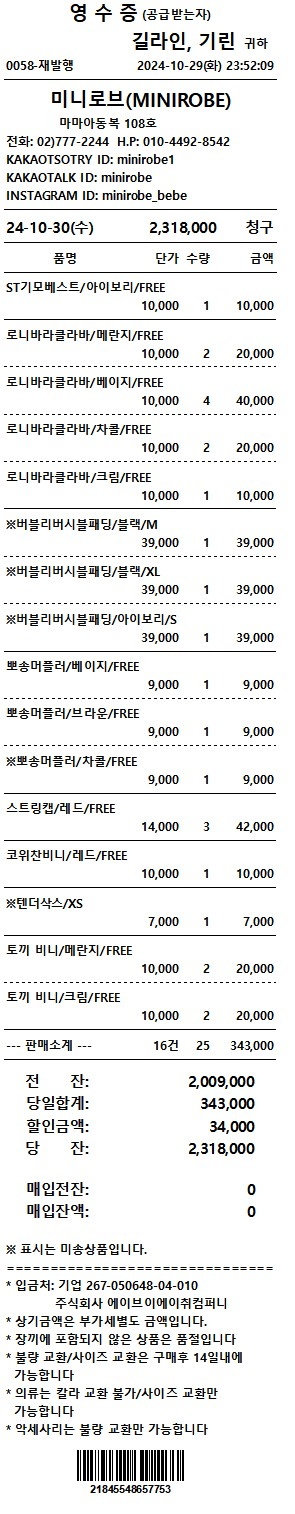 영 수 증 (공급받는자)
길라인, 기린 귀하
0058-재발행 2024-10-29(화) 23:52:09
미니로브(MINIROBE)
마마아동복 108호
전화: 02)777-2244 H.P: 010-4492-8542
KAKAOTSOTRY ID: minirobe1
KAKAOTALK ID: minirobe
INSTAGRAM ID: minirobe_bebe
24-10-30(수) 2,318,000 청구
품명 단가 수량 금액
ST기모베스트/아이보리/FREE
10,000 1 10,000
로니바라클라바/메란지/FREE
10,000 2 20,000
로니바라클라바/베이지/FREE
10,000 4 40,000
로니바라클라바/차콜/FREE
10,000 2 20,000
로니바라클라바/크림/FREE
10,000 1 10,000
※버블리버시블패딩/블랙/M
39,000 1 39,000
※버블리버시블패딩/블랙/XL
39,000 1 39,000
※버블리버시블패딩/아이보리/S
39,000 1 39,000
뽀송머플러/베이지/FREE
9,000 1 9,000
뽀송머플러/브라운/FREE
9,000 1 9,000
※뽀송머플러/차콜/FREE
9,000 1 9,000
스트링캡/레드/FREE
14,000 3 42,000
코위찬비니/레드/FREE
10,000 1 10,000
※텐더삭스/XS
7,000 1 7,000
토끼 비니/메란지/FREE
10,000 2 20,000
토끼 비니/크림/FREE
10,000 2 20,000
--- 판매소계 --- 16건 25 343,000
전 잔: 2,009,000
당일합계: 343,000
할인금액: 34,000
당 잔: 2,318,000
매입전잔: 0
매입잔액: 0
※ 표시는 미송상품입니다.
================================
* 입금처: 기업 267-050648-04-010
주식회사 에이브이에이취컴퍼니
* 상기금액은 부가세별도 금액입니다.
* 장끼에 포함되지 않은 상품은 품절입니다
* 불량 교환/사이즈 교환은 구매후 14일내에
가능합니다
* 의류는 칼라 교환 불가/사이즈 교환만
가능합니다
* 악세사리는 불량 교환만 가능합니다
21845548657753